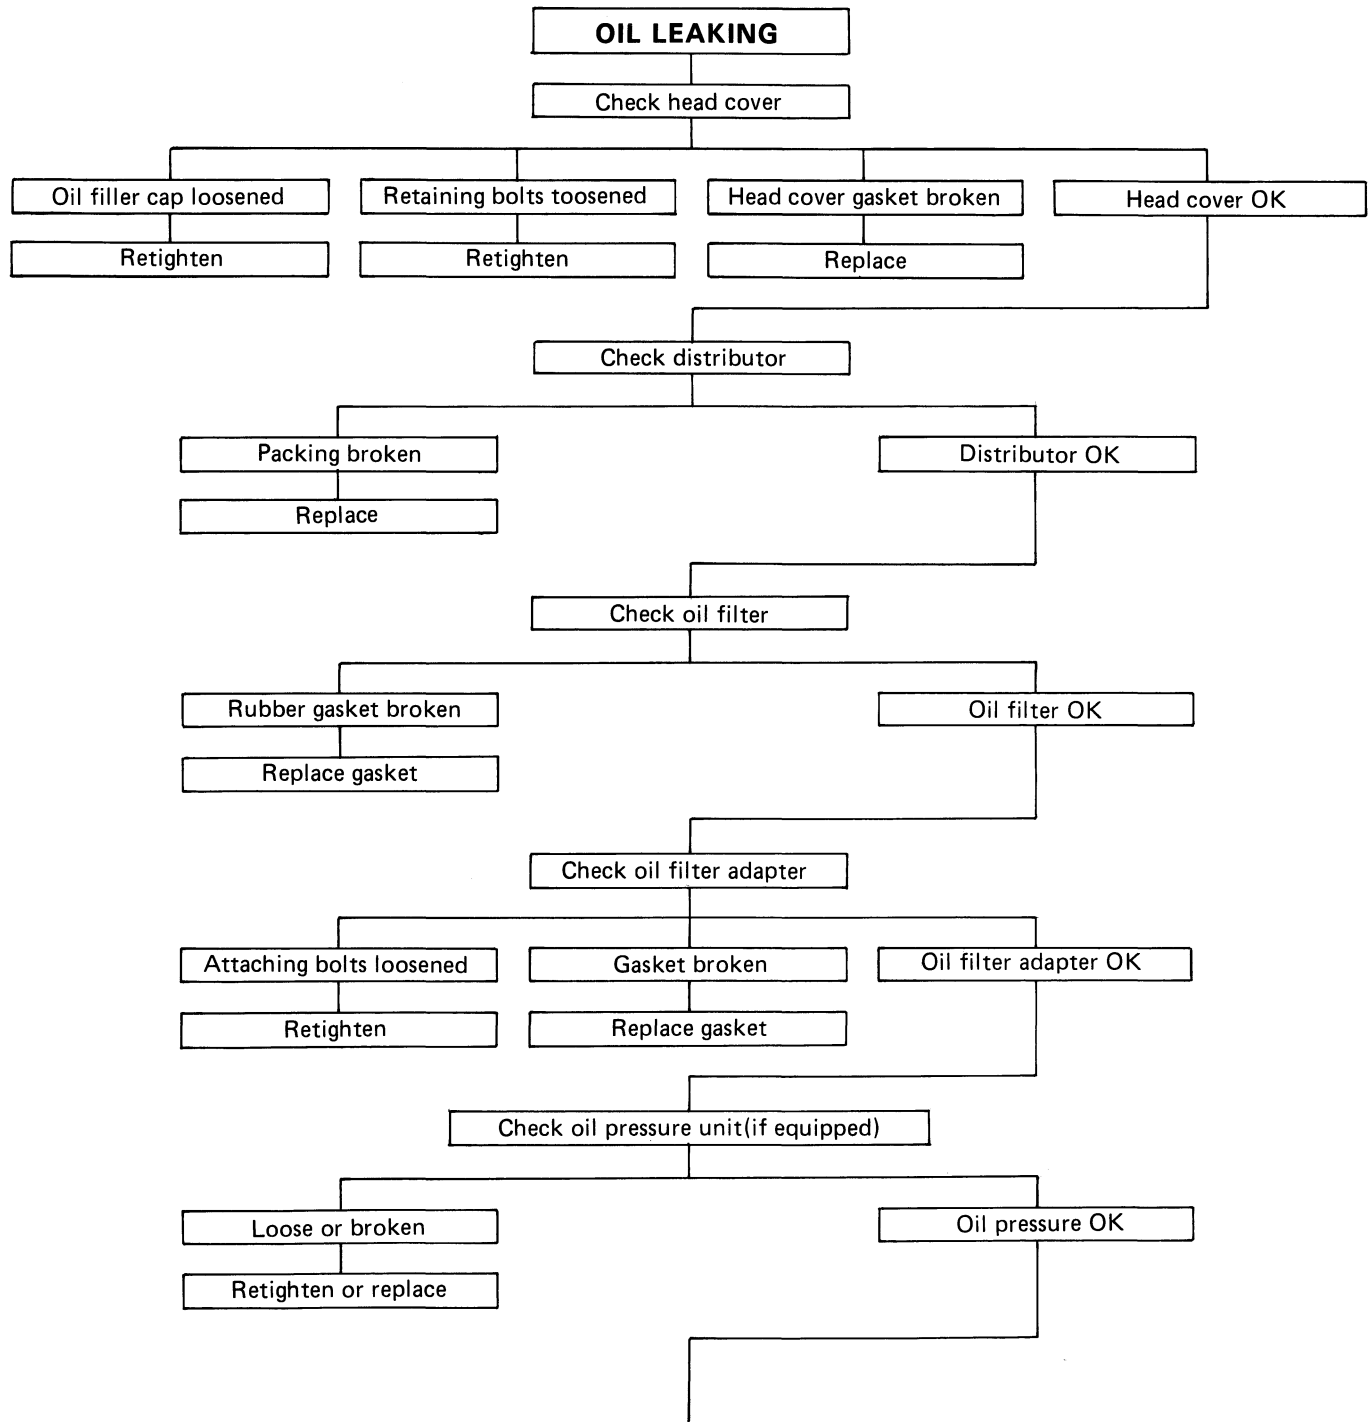 OIL LEAKING
Check head cover
Oil filler cap loosened
Retaining bolts toosened
Head cover gasket broken
Head cover OK
Retighten
Retighten
Replace
Check distributor
Packing broken
Distributor OK
Replace
Check oil filter
Rubber gasket broken
Oil filter OK
Replace gasket
Check oil filter adapter
Attaching bolts loosened
Gasket broken
Oil filter adapter OK
Retighten
Replace gasket
Check oil pressure unit(if equipped)
Loose or broken
Oil pressure OK
Retighten or replace